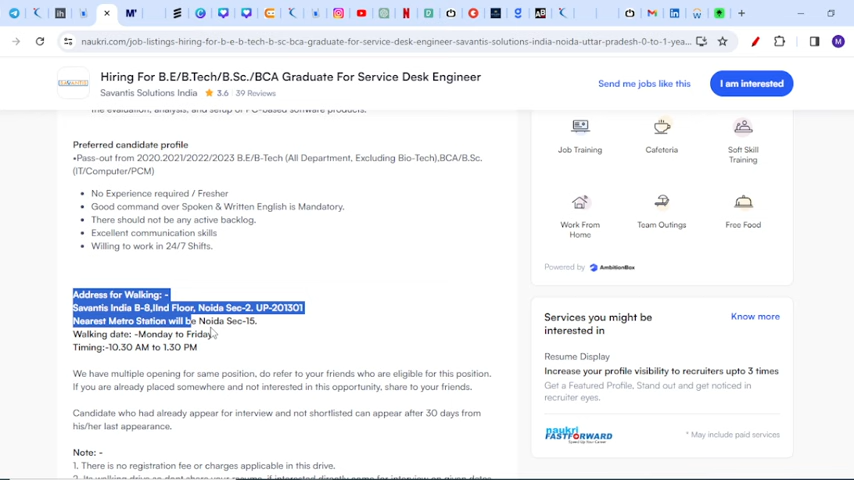 naukri.com/job-listings-hiring-for-b-e-b-tech-b-sc-bca-graduate-for-service-desk-engineer-savantis-solutions-india-noida-uttar-pradesh-0-to-1-yea...
Hiring For B.E/B.Tech/B.Sc./BCA Graduate For Service Desk Engineer
Savantis Solutions India 3.6 39 Reviews
Send me jobs like this
I am interested
the evaluation, analysis, and setup of PC-based software products.
Preferred candidate profile
•Pass-out from 2020.2021/2022/2023 B.E/B-Tech (All Department, Excluding Bio-Tech),BCA/B.Sc.
(IT/Computer/PCM)
• No Experience required / Fresher
• Good command over Spoken & Written English is Mandatory.
• There should not be any active backlog.
• Excellent communication skills
• Willing to work in 24/7 Shifts.
Address for Walking: -
Savantis India B-8,IInd Floor, Noida Sec-2. UP-201301
Nearest Metro Station will be Noida Sec-15.
Walking date: -Monday to Friday
Timing:-10.30 AM to 1.30 PM
We have multiple opening for same position, do refer to your friends who are eligible for this position.
If you are already placed somewhere and not interested in this opportunity, share to your friends.
Candidate who had already appear for interview and not shortlisted can appear after 30 days from
his/her last appearance.
Note: -
1. There is no registration fee or charges applicable in this drive.
Job Training
Cafeteria
Soft Skill
Training
Work From
Home
Team Outings
Free Food
Powered by AmbitionBox
Services you might be
interested in
Know more
Resume Display
Increase your profile visibility to recruiters upto 3 times
Get a Featured Profile, Stand out and get noticed in
recruiter eyes.
naukri
FASTFORWARD
* May include paid services